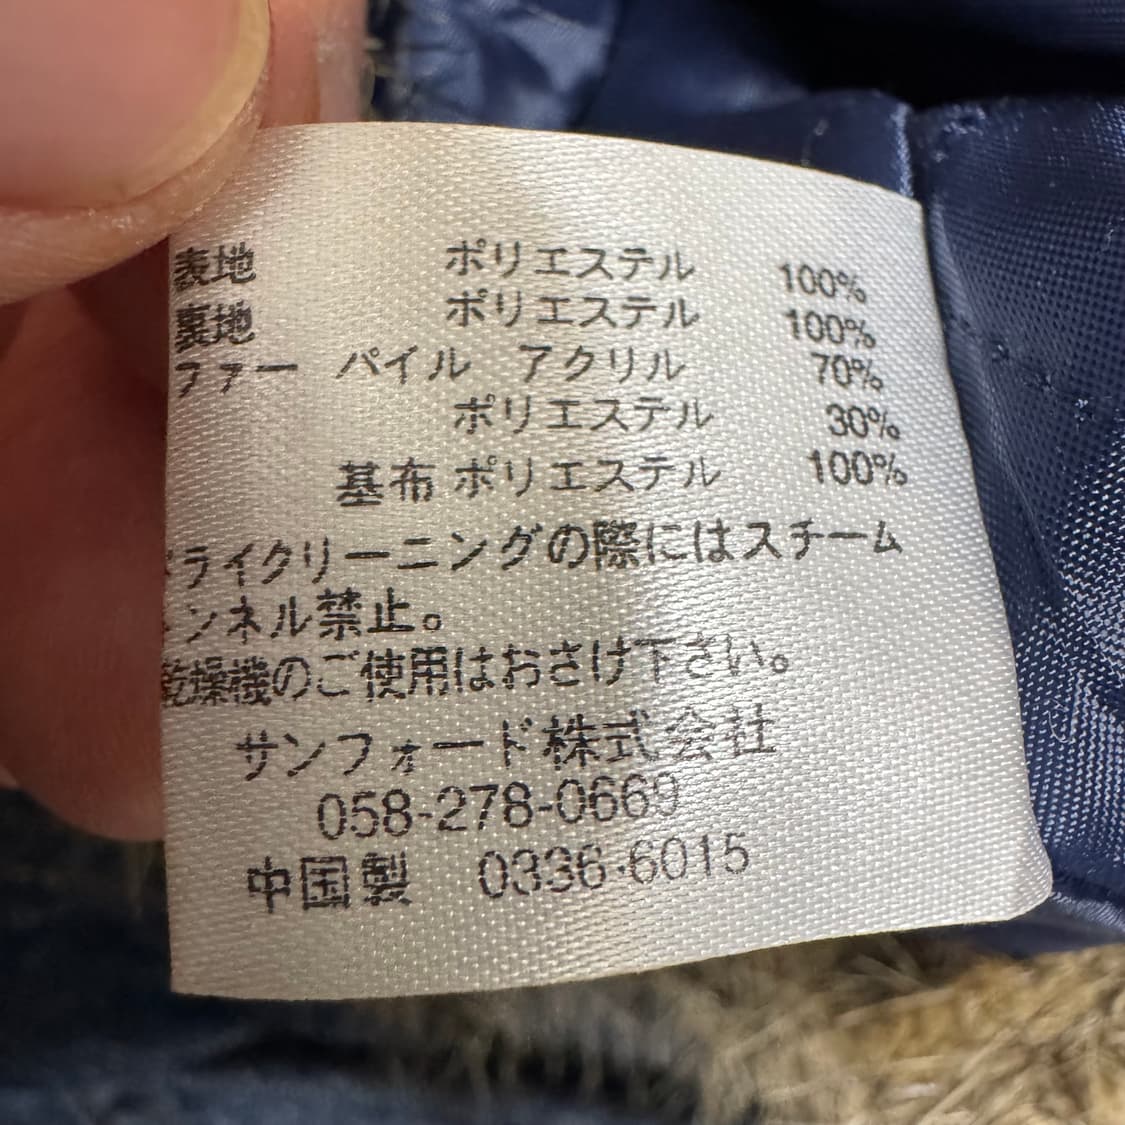 表地 ポリエステル 100%
裏地 ポリエステル 100%
ファー パイル アクリル 70%
ポリエステル 30%
基布 ポリエステル 100%
ドライクリーニングの際にはスチーム
ンネル禁止。
乾燥機のご使用はおさけ下さい。
サンフォード株式会社
058-278-0669
中国製 0336-6015